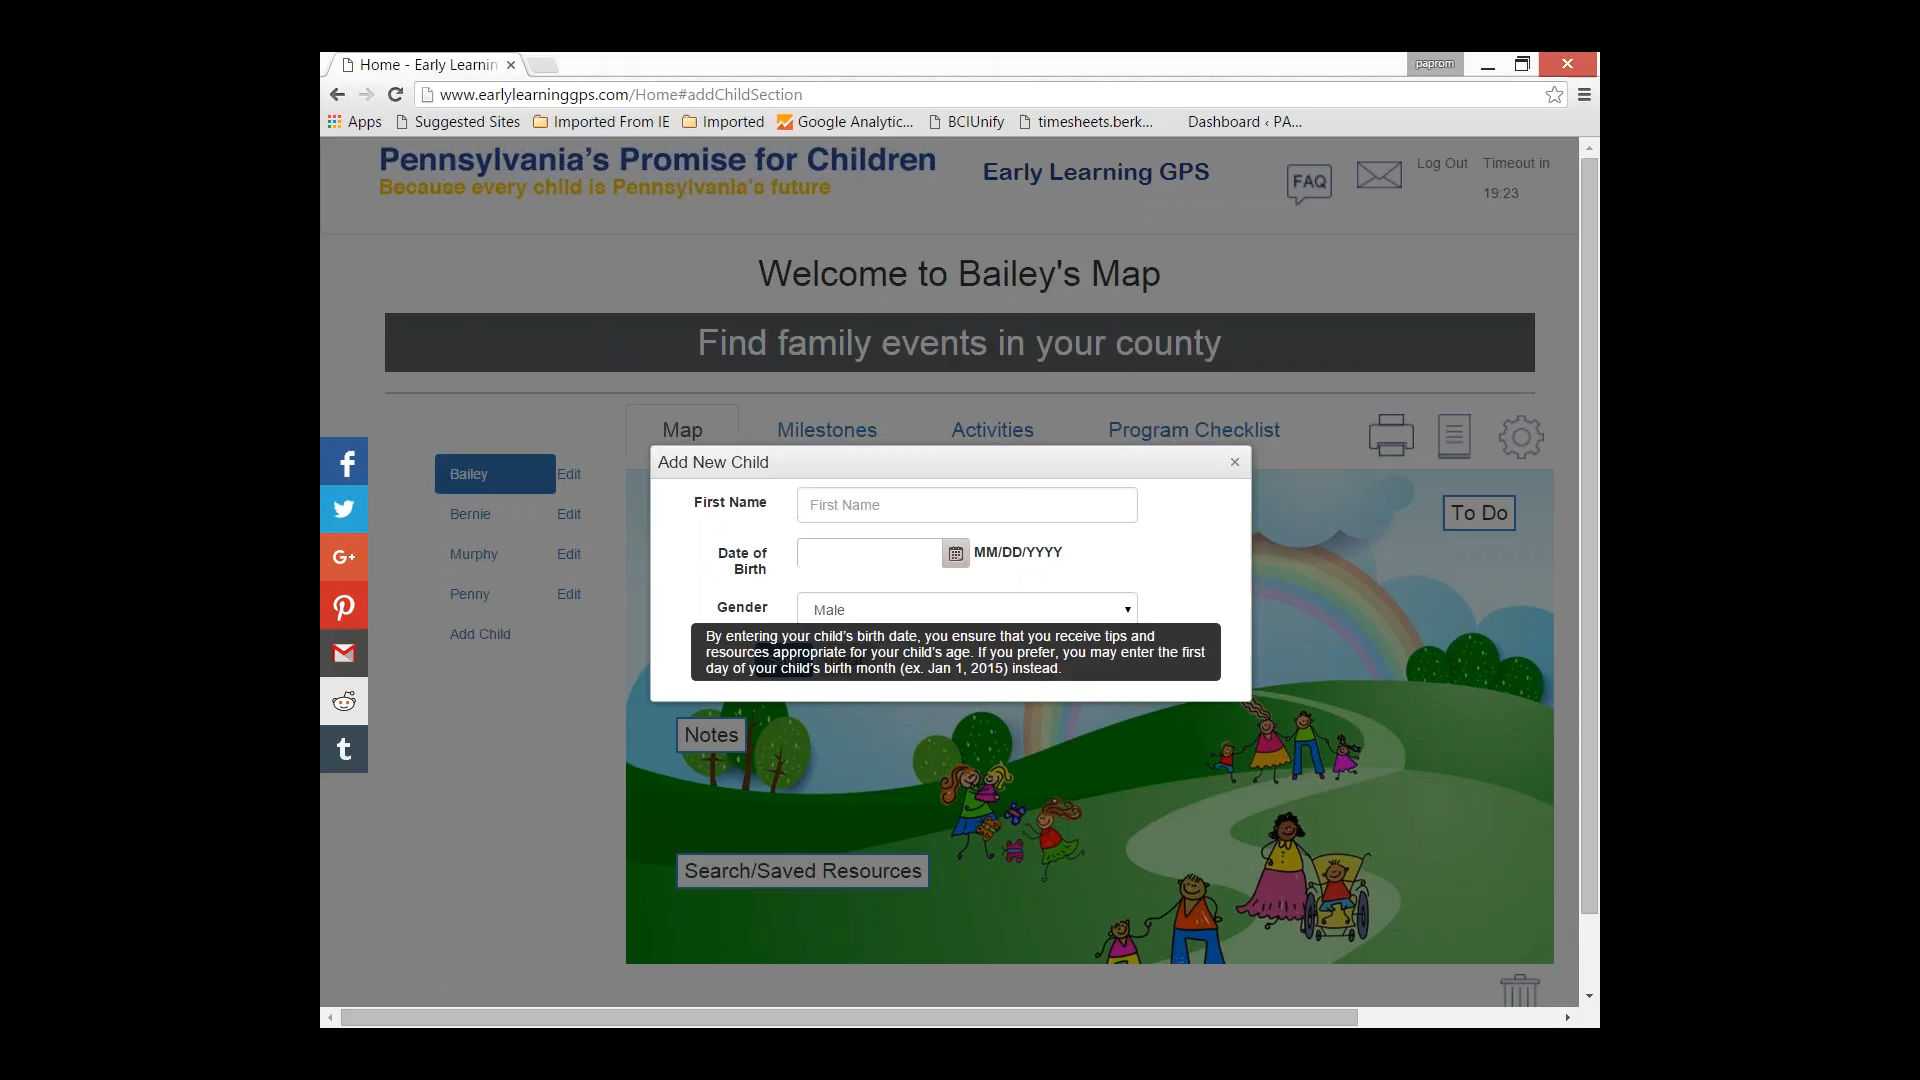 Home - Early Learnin
paprom
www.earlylearninggps.com/Home#addChildSection
Apps Suggested Sites Imported From IE Imported Google Analytic... BCIUnify timesheets.berk... Dashboard ‹ PA...
Pennsylvania's Promise for Children
Because every child is Pennsylvania's future
Early Learning GPS
FAQ
Log Out
Timeout in
19:23
Welcome to Bailey's Map
Find family events in your county
Map Milestones Activities Program Checklist
Bailey Edit
Bernie Edit
Murphy Edit
Penny Edit
Add Child
Add New Child
First Name First Name
Date of
Birth
MM/DD/YYYY
Gender Male
By entering your child's birth date, you ensure that you receive tips and
resources appropriate for your child's age. If you prefer, you may enter the first
day of your child's birth month (ex. Jan 1, 2015) instead.
To Do
Notes
Search/Saved Resources
f
G+
t